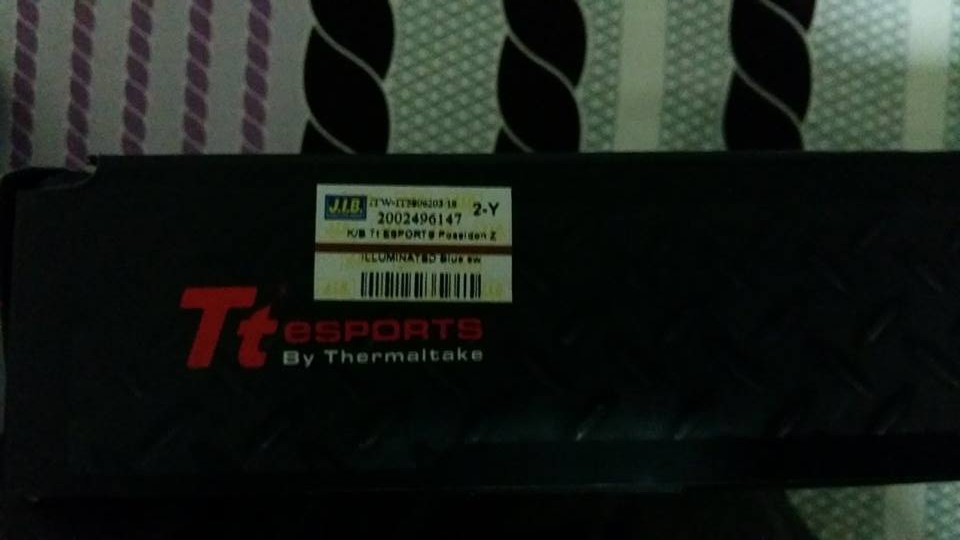 J.I.B.
2002496147 2-Y
K/B Tt ESPORTS Poseidon Z
ILLUMINATED Blue sw
Tt eSPORTS
By Thermaltake